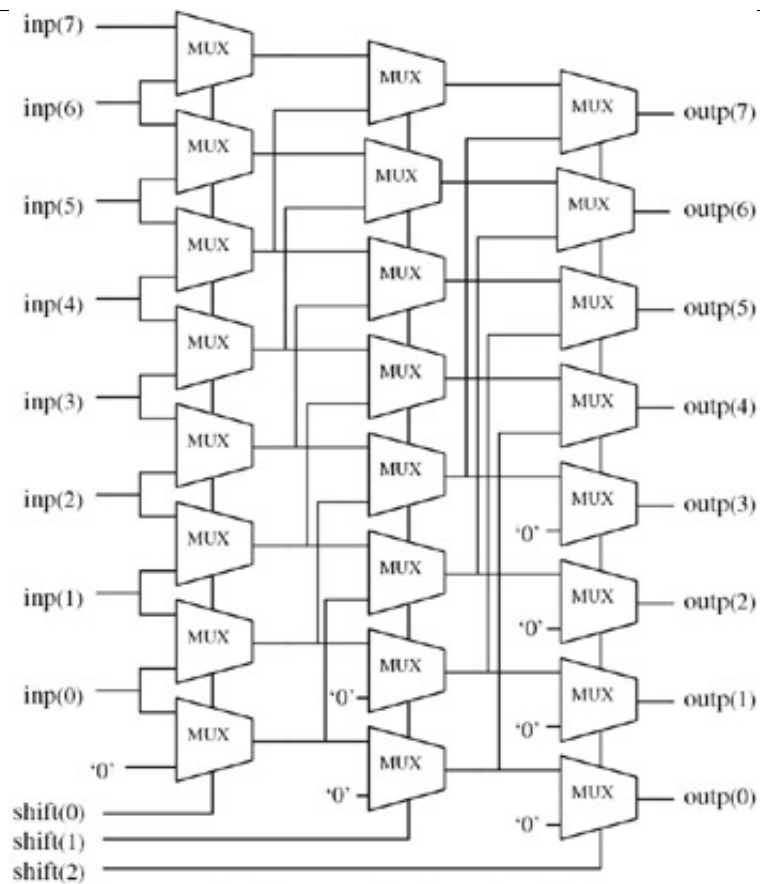 inp(7)
MUX
MUX
MUX
inp(6)
outp(7)
MUX
MUX
MUX
inp(5)
outp(6)
MUX
MUX
MUX
inp(4)
outp(5)
MUX
MUX
MUX
inp(3)
outp(4)
MUX
MUX
MUX
inp(2)
outp(3)
'0'
MUX
MUX
MUX
inp(1)
outp(2)
'0'
MUX
MUX
MUX
inp(0)
'0'
outp(1)
'0'
MUX
MUX
MUX
'0'
'0'
outp(0)
'0'
shift(0)
shift(1)
shift(2)